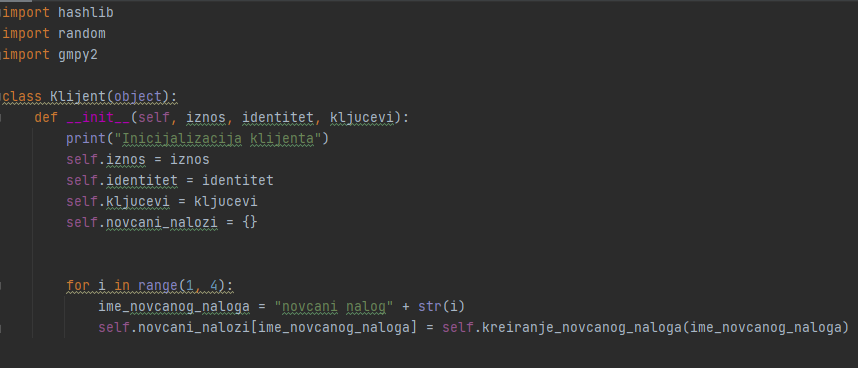 import hashlib
import random
import gmpy2
class Klijent(object):
def __init__(self, iznos, identitet, kljucevi):
print("Inicijalizacija klijenta")
self.iznos = iznos
self.identitet = identitet
self.kljucevi = kljucevi
self.novcani_nalozi = {}
for i in range(1, 4):
ime_novcanog_naloga = "novcani nalog" + str(i)
self.novcani_nalozi[ime_novcanog_naloga] = self.kreiranje_novcanog_naloga(ime_novcanog_naloga)